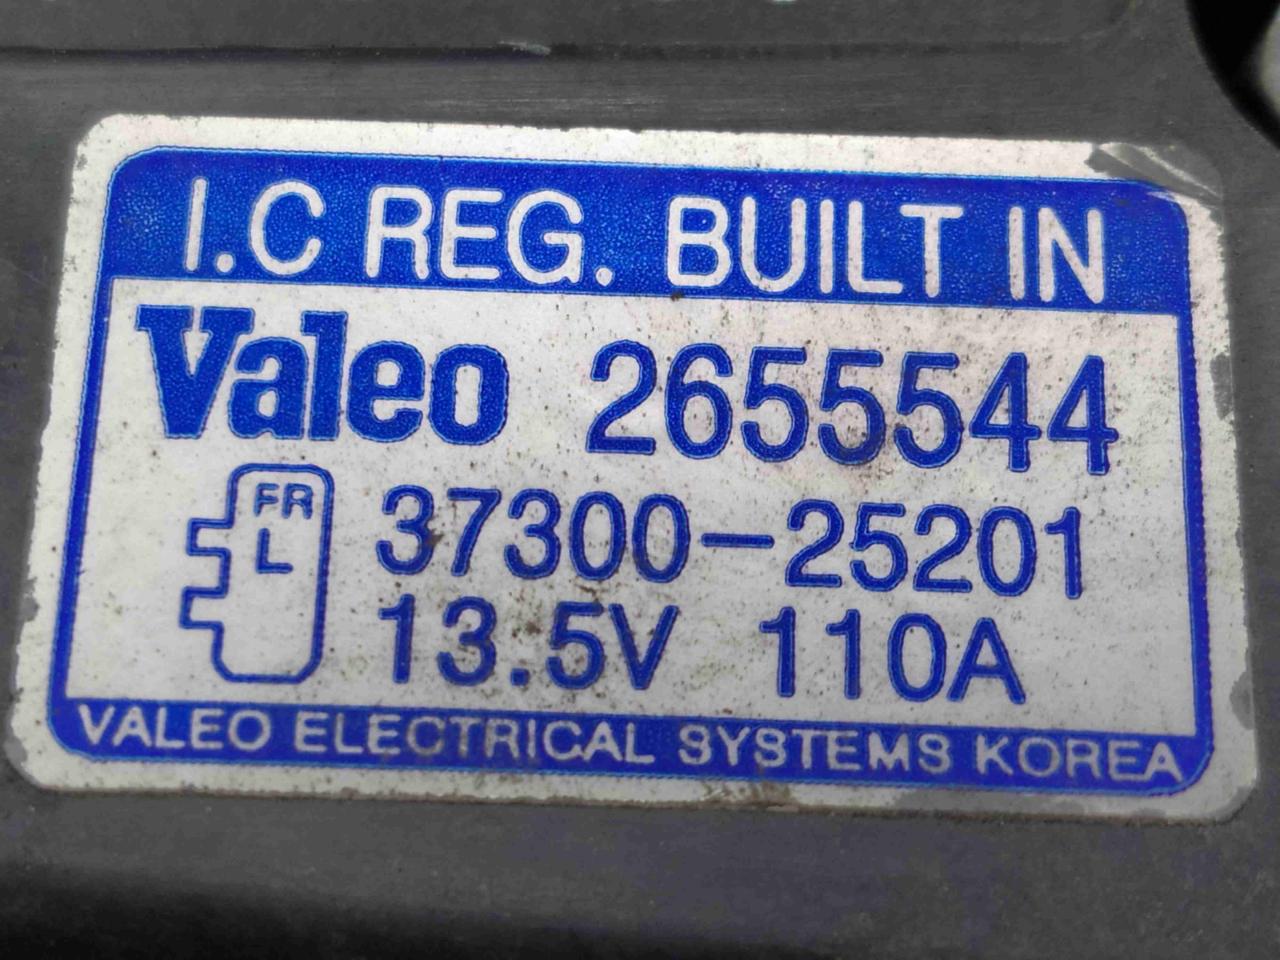 I.C REG. BUILT IN
Valeo 2655544
FR
L
37300-25201
13.5V 110A
VALEO ELECTRICAL SYSTEMS KOREA